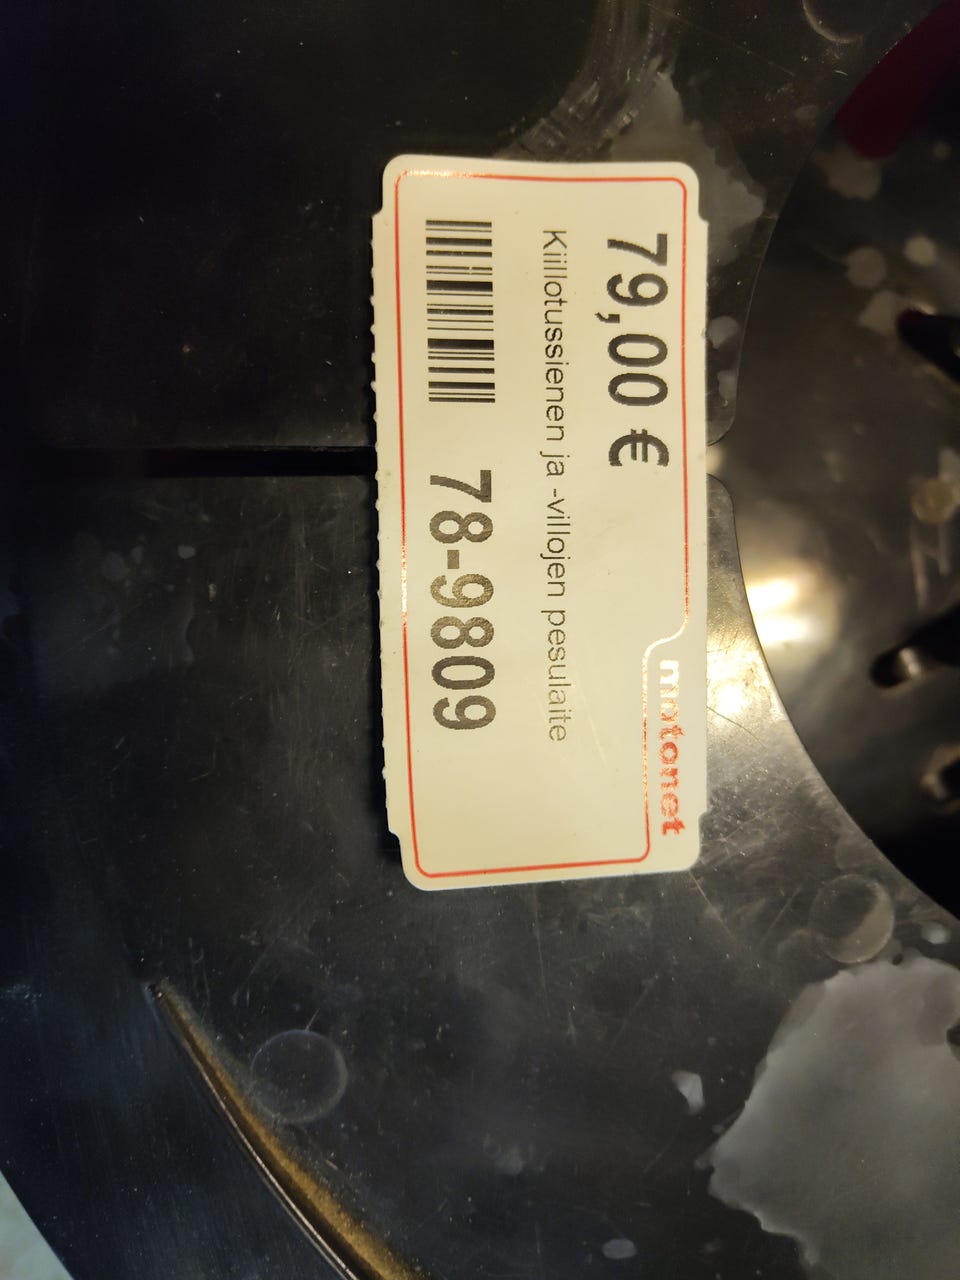 motonet
79,00 €
Kiillotussienen ja -villojen pesulaite
78-9809